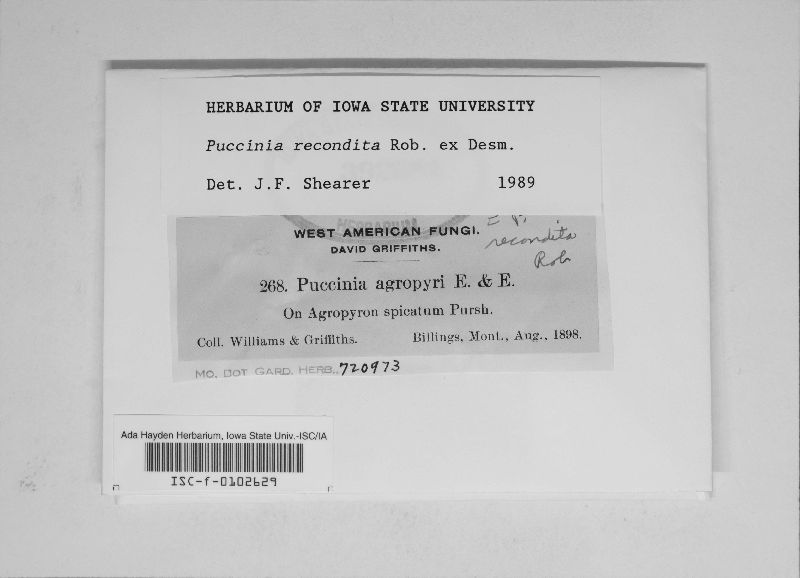 HERBARIUM OF IOWA STATE UNIVERSITY
Puccinia recondita Rob. ex Desm.
Det. J.F. Shearer 1989
HERBARIUM
WEST AMERICAN FUNGI.
DAVID GRIFFITHS.
= P.
recondita
Rob
268. Puccinia agropyri E. & E.
On Agropyron spicatum Pursh.
Coll. Williams & Griffiths. Billings, Mont., Aug., 1898.
MO. BOT GARD. HERB. 720973
Ada Hayden Herbarium, Iowa State Univ.-ISC/IA
ISC-f-0102629